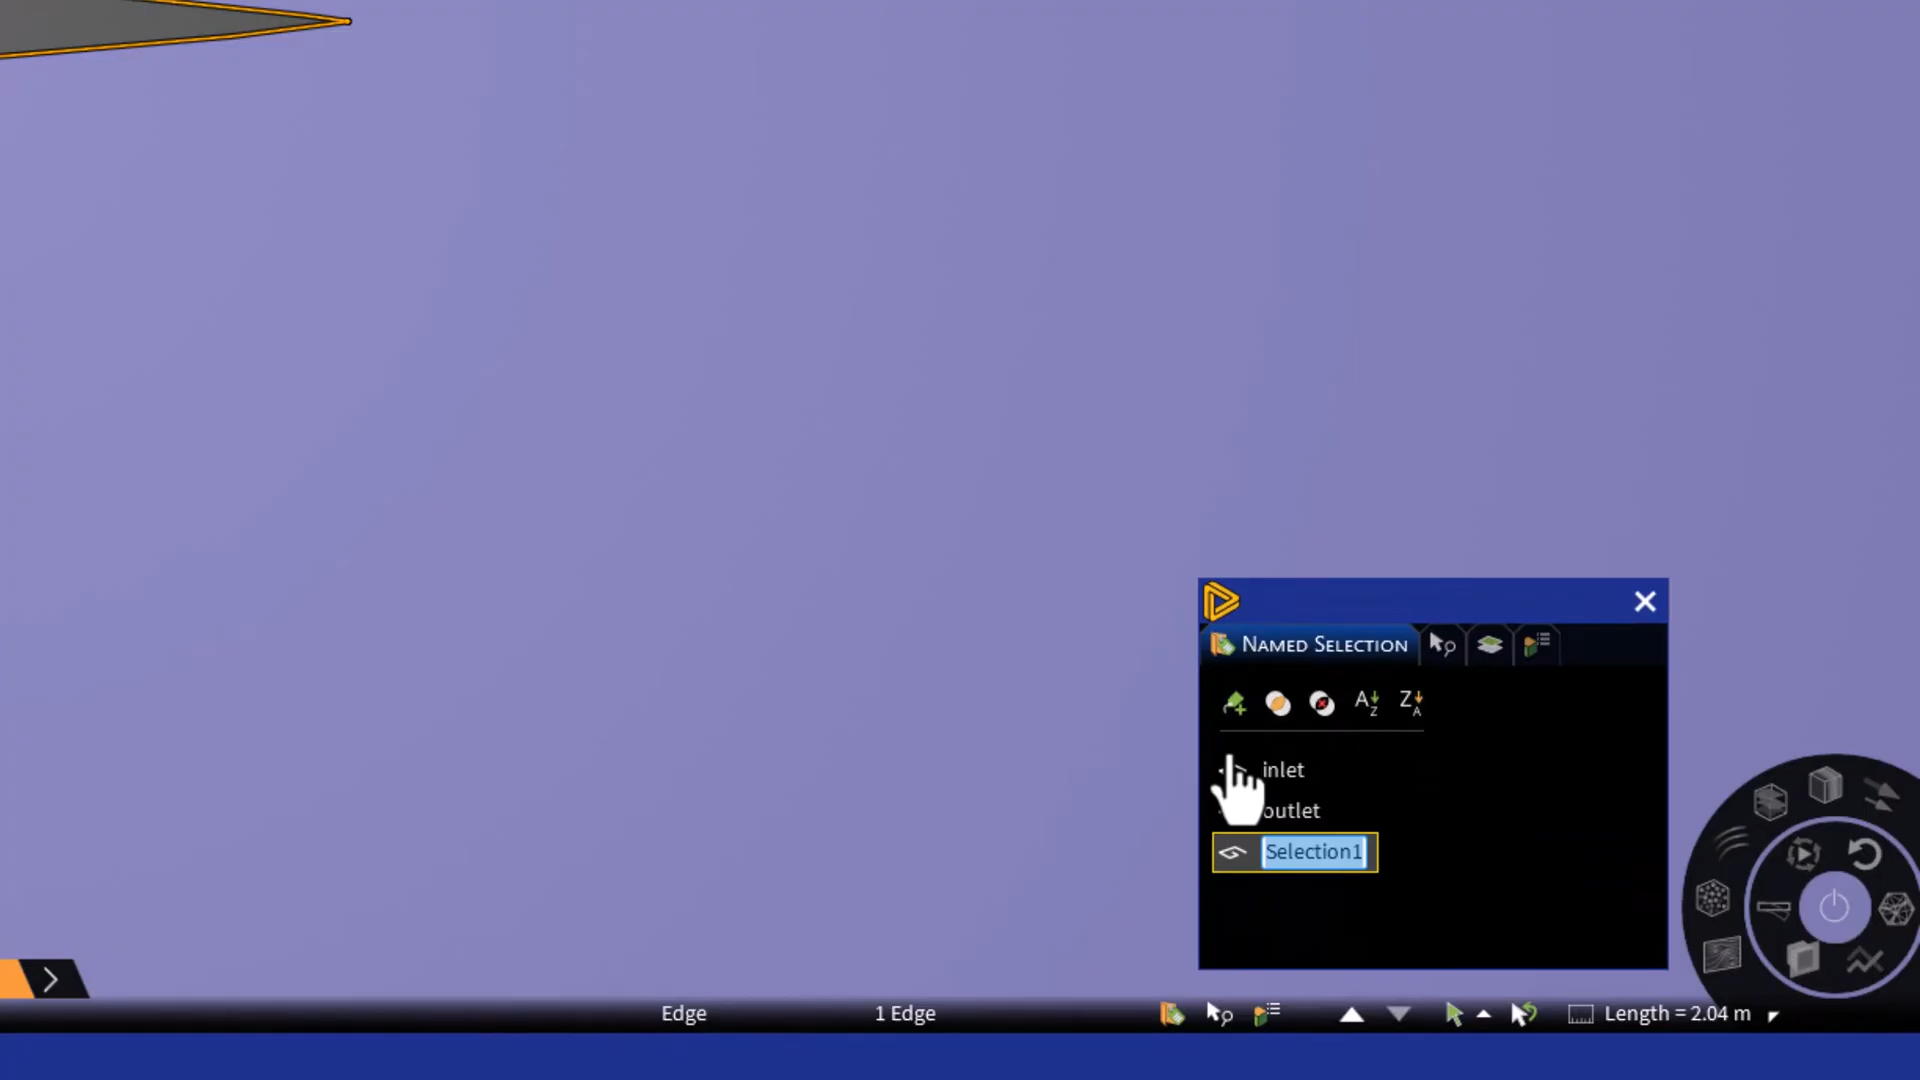 Named Selection
A Z
Z A
inlet
outlet
Selection1
Edge
1 Edge
Length = 2.04 m